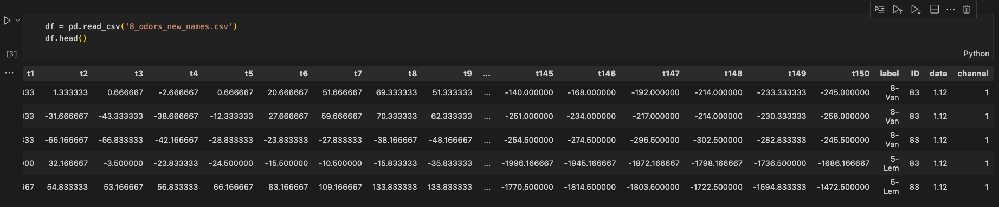 df = pd.read_csv('8_odors_new_names.csv')
df.head()
[3]
Python
t1 t2 t3 t4 t5 t6 t7 t8 t9 ... t145 t146 t147 t148 t149 t150 label ID date channel
333 1.333333 0.666667 -2.666667 0.666667 20.666667 51.666667 69.333333 51.333333 ... -140.000000 -168.000000 -192.000000 -214.000000 -233.333333 -245.000000 8-Van 83 1.12 1
333 -31.666667 -43.333333 -38.666667 -12.333333 27.666667 59.666667 70.333333 62.333333 ... -251.000000 -234.000000 -217.000000 -214.000000 -230.333333 -258.000000 8-Van 83 1.12 1
333 -66.166667 -56.833333 -42.166667 -28.833333 -23.833333 -27.833333 -38.166667 -48.166667 ... -254.500000 -274.500000 -296.500000 -302.500000 -282.833333 -245.500000 8-Van 83 1.12 1
00 32.166667 -3.500000 -23.833333 -24.500000 -15.500000 -10.500000 -15.833333 -35.833333 ... -1996.166667 -1945.166667 -1872.166667 -1798.166667 -1736.500000 -1686.166667 5-Lem 83 1.12 1
67 54.833333 53.166667 56.833333 66.166667 83.166667 109.166667 133.833333 133.833333 ... -1770.500000 -1814.500000 -1803.500000 -1722.500000 -1594.833333 -1472.500000 5-Lem 83 1.12 1